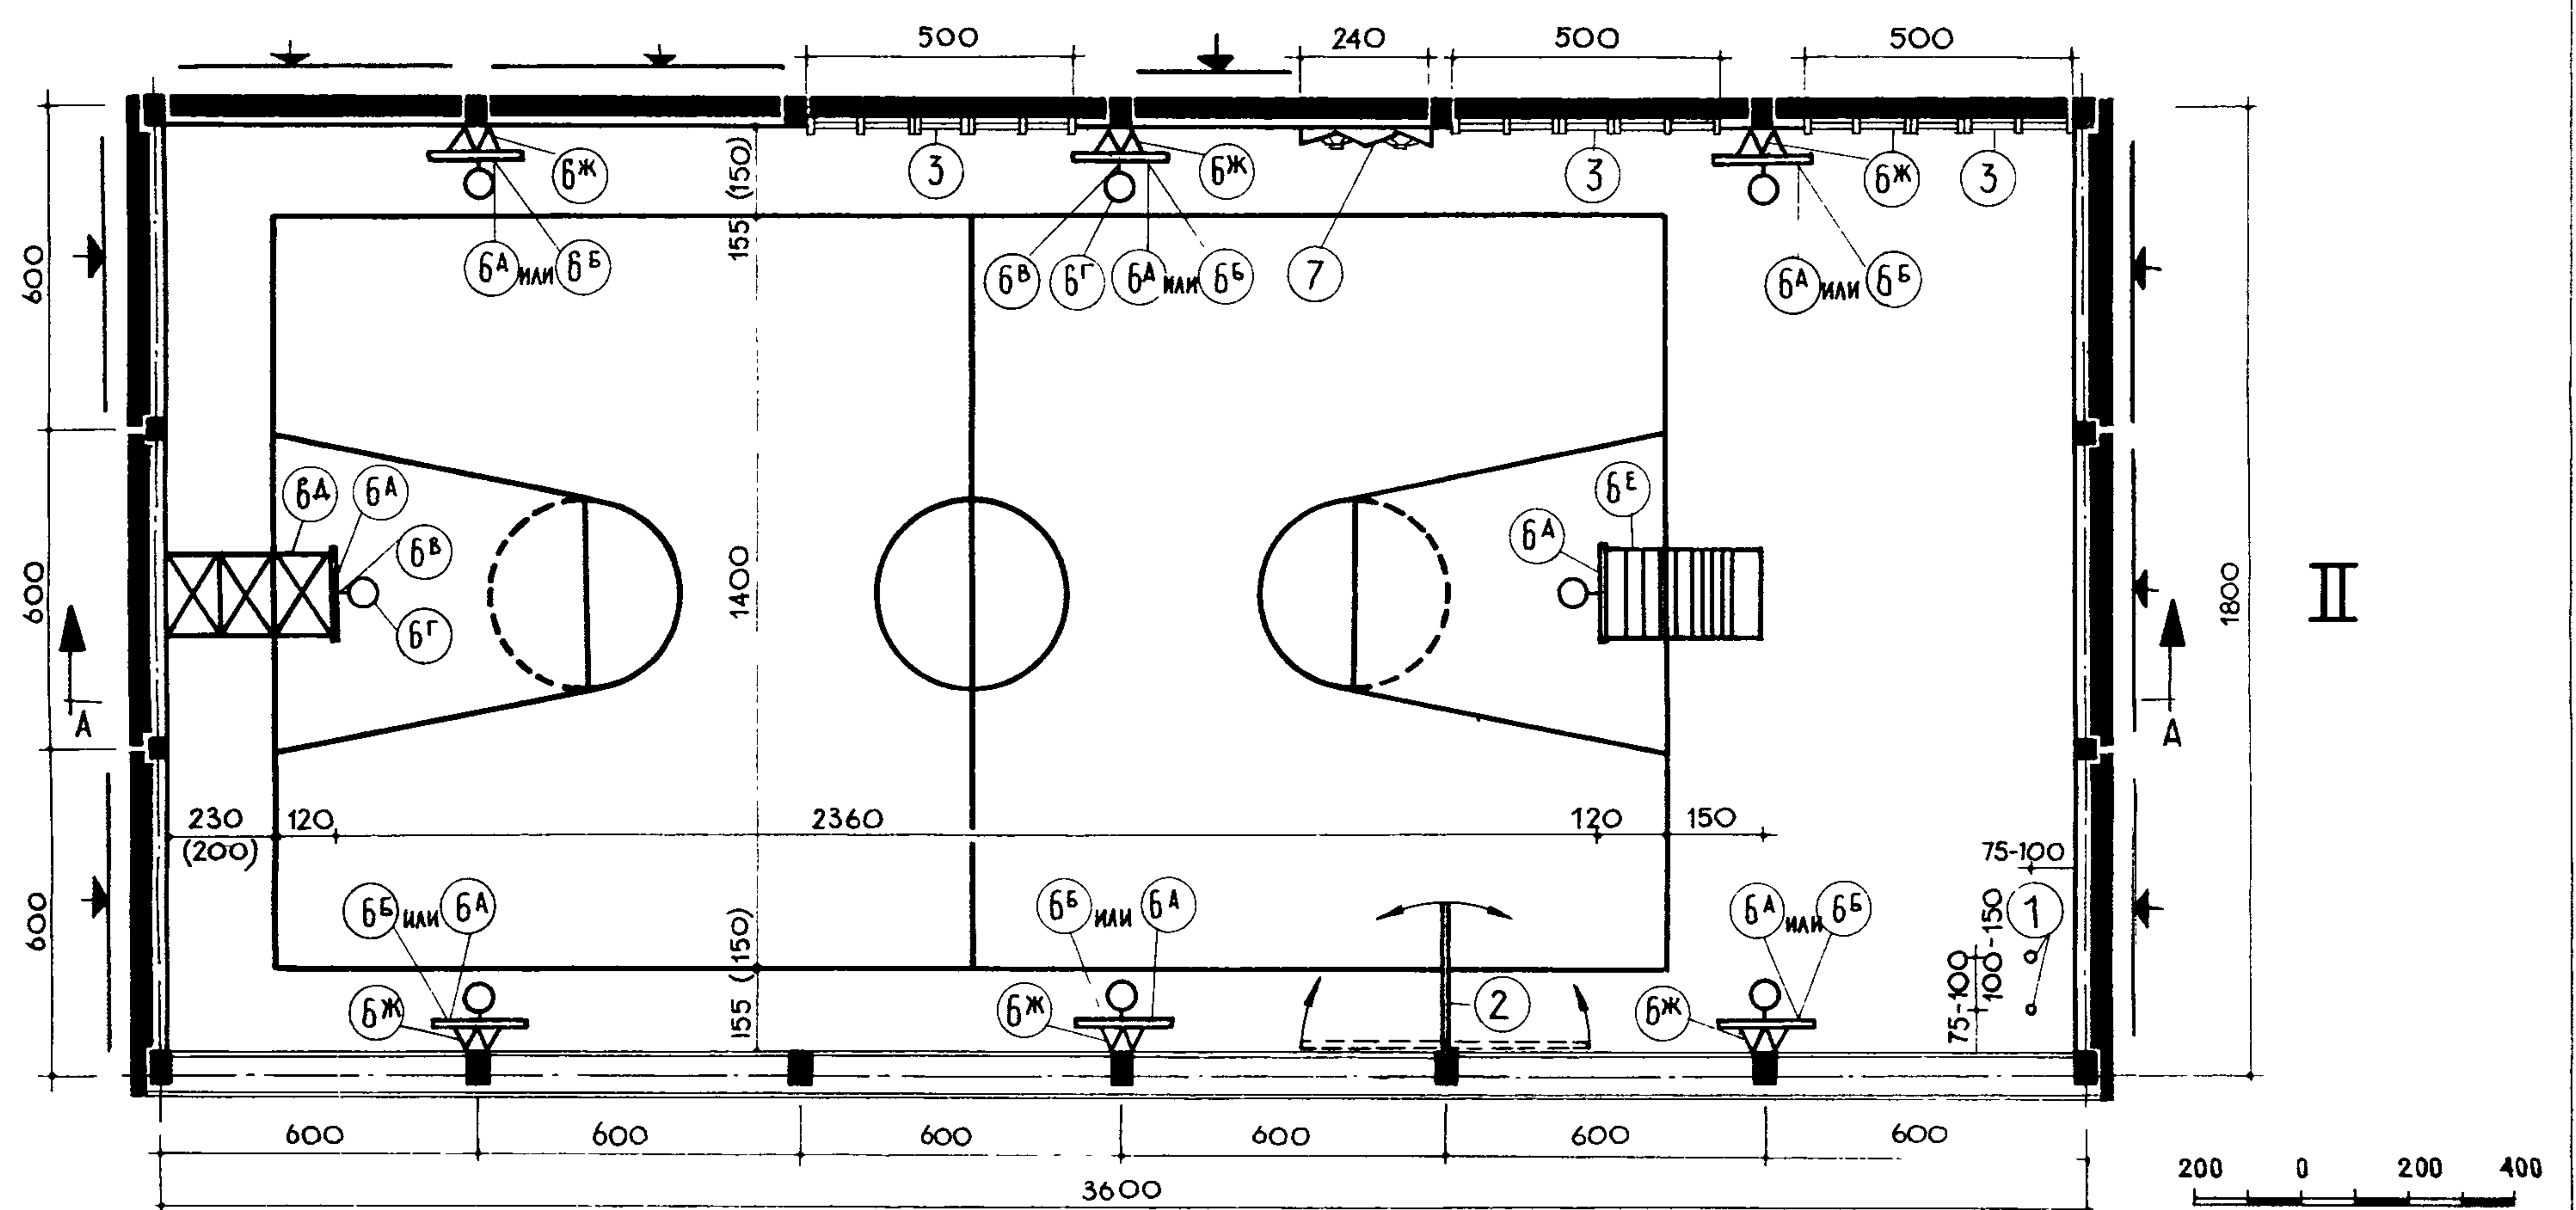 500 240 500 500
6Ж 3 6Ж 3 6Ж 3
155 (150)
6А или 6Б 6В 6Г 6А или 6Б 7 6А или 6Б
600
6Д 6А 6Е
6В 6А
600 1400 1800 II
6Г
А А
230 120 2360 120 150
(200) 75-100
6Б или 6А 6Б или 6А 6А или 6Б 1
600 155 (150) 75-100 100-150
6Ж 6Ж 2 6Ж
600 600 600 600 600 600
3600
200 0 200 400